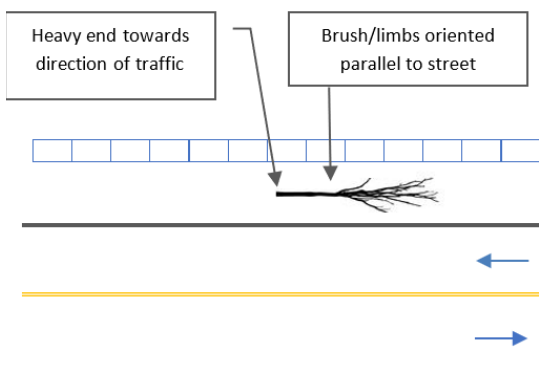 Heavy end towards
direction of traffic
Brush/limbs oriented
parallel to street